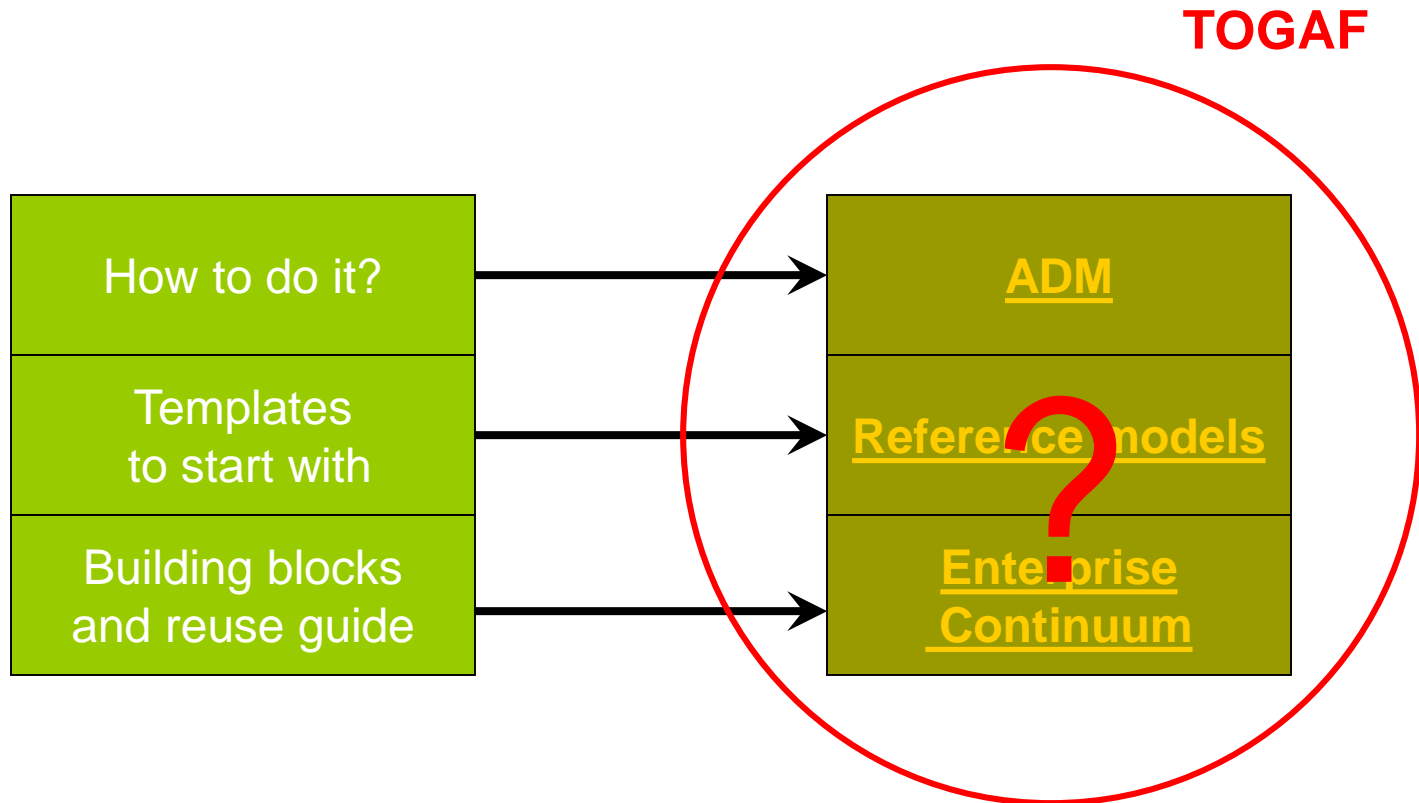 TOGAF
How to do it?
ADM
Templates
to start with
Reference models
?
Building blocks
and reuse guide
Enterprise
Continuum